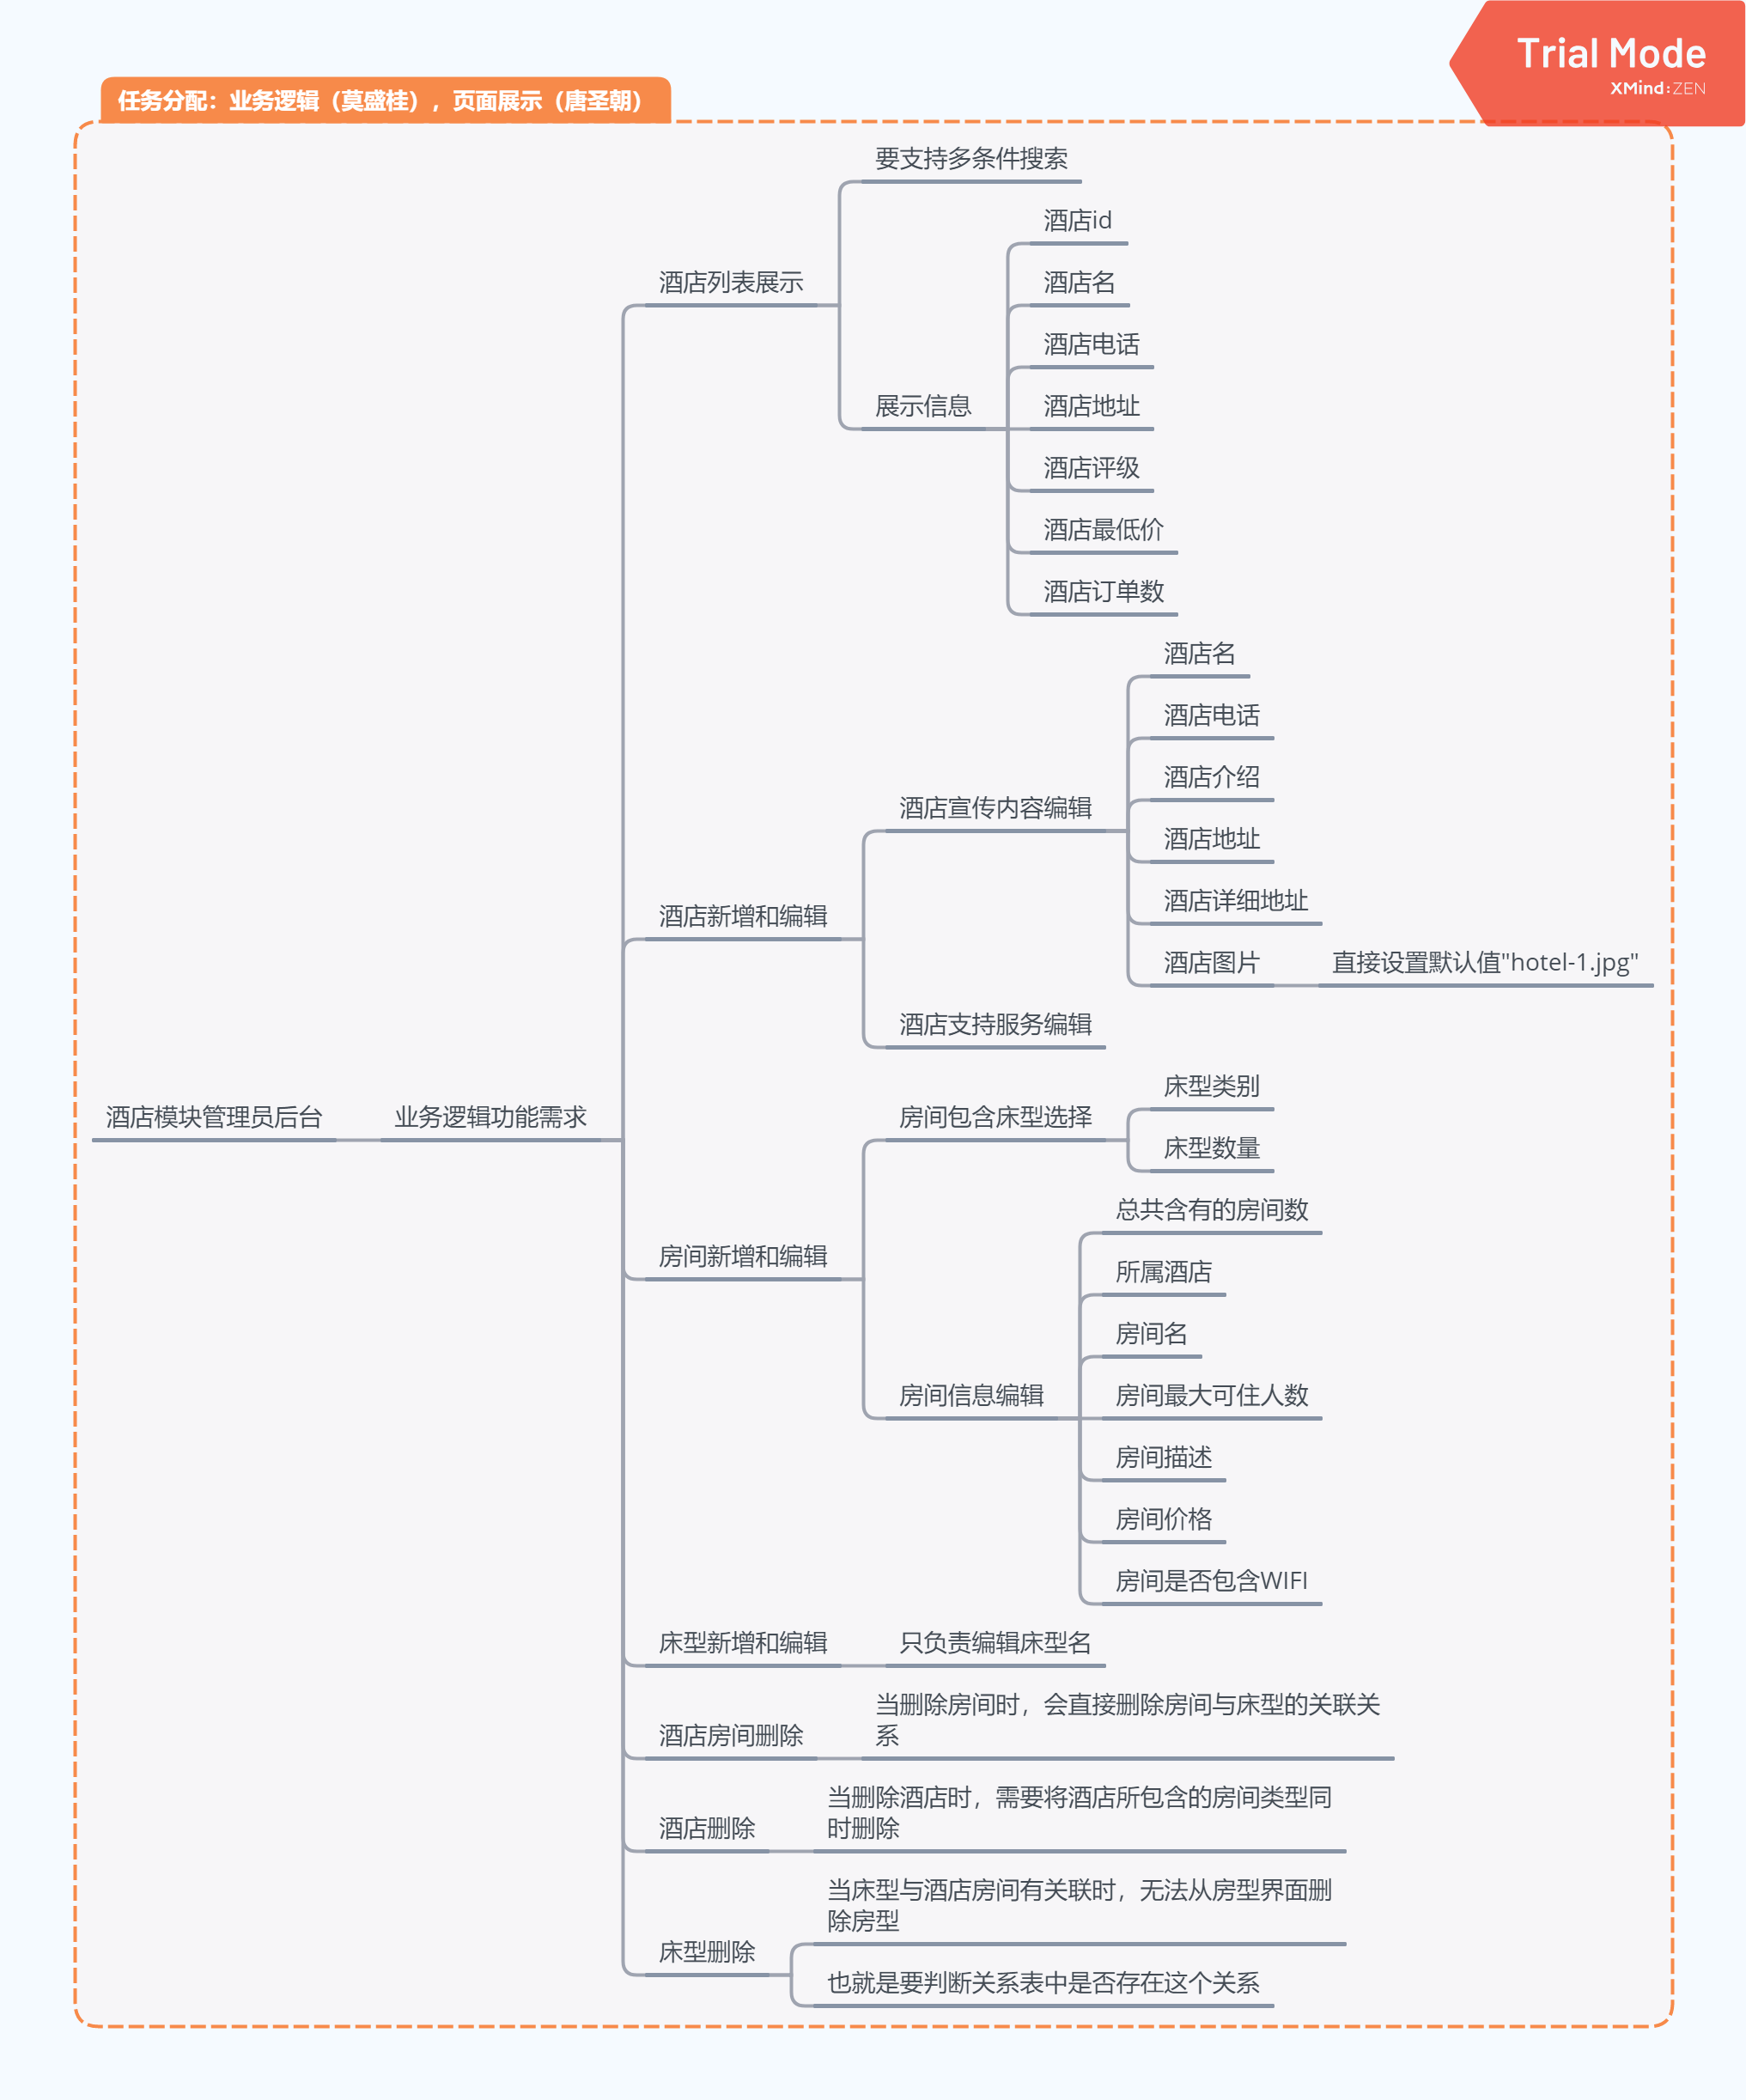 Trial Mode
XMind:ZEN
任务分配：业务逻辑（莫盛桂），页面展示（唐圣朝）
酒店模块管理员后台
业务逻辑功能需求
酒店列表展示
要支持多条件搜索
展示信息
酒店id
酒店名
酒店电话
酒店地址
酒店评级
酒店最低价
酒店订单数
酒店新增和编辑
酒店宣传内容编辑
酒店名
酒店电话
酒店介绍
酒店地址
酒店详细地址
酒店图片
直接设置默认值"hotel-1.jpg"
酒店支持服务编辑
房间新增和编辑
房间包含床型选择
床型类别
床型数量
房间信息编辑
总共含有的房间数
所属酒店
房间名
房间最大可住人数
房间描述
房间价格
房间是否包含WIFI
床型新增和编辑
只负责编辑床型名
酒店房间删除
当删除房间时，会直接删除房间与床型的关联关
系
酒店删除
当删除酒店时，需要将酒店所包含的房间类型同
时删除
床型删除
当床型与酒店房间有关联时，无法从房型界面删
除房型
也就是要判断关系表中是否存在这个关系